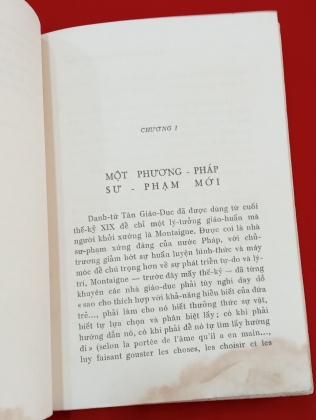 CHƯƠNG I
MỘT PHƯƠNG - PHÁP
SƯ - PHẠM MỚI
Danh-từ Tân Giáo-Dục đã được dùng từ cuối
thế-kỷ XIX để chỉ một lý-tưởng giáo-huấn mà
người khởi xướng là Montaigne. Được coi là nhà
sư-phạm xứng đáng của nước Pháp, với chủ-
trương giảm bớt sự huấn luyện hình-thức và máy
móc để chú trọng hơn về sự phát triển tự-do và lý-
trí, Montaigne - trước đây mấy thế-kỷ - đã từng
khuyên các nhà giáo-dục phải tùy nghi dạy dỗ
« sao cho thích hợp với khả-năng hiểu biết của đứa
trẻ..., phải làm cho nó biết thưởng thức sự vật,
biết tự lựa chọn và phân biệt lấy ; có khi phải
hướng dẫn nó, có khi phải để nó tự tìm lấy hướng
đi » (selon la portée de l'âme qu'il a en main...,
luy faisant gouster les choses, les choisir et les